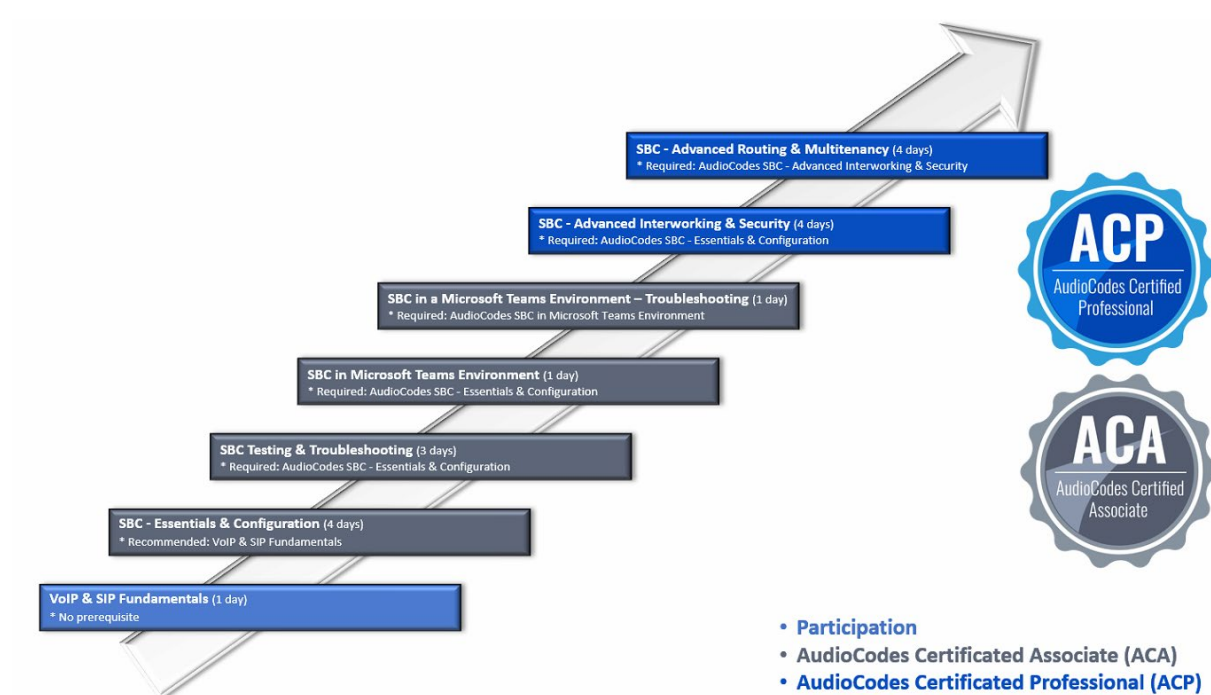 SBC - Advanced Routing & Multitenancy (4 days)
* Required: AudioCodes SBC - Advanced Interworking & Security
SBC - Advanced Interworking & Security (4 days)
* Required: AudioCodes SBC - Essentials & Configuration
SBC in a Microsoft Teams Environment – Troubleshooting (1 day)
* Required: AudioCodes SBC in Microsoft Teams Environment
SBC in Microsoft Teams Environment (1 day)
* Required: AudioCodes SBC - Essentials & Configuration
SBC Testing & Troubleshooting (3 days)
* Required: AudioCodes SBC - Essentials & Configuration
SBC - Essentials & Configuration (4 days)
* Recommended: VoIP & SIP Fundamentals
VoIP & SIP Fundamentals (1 day)
* No prerequisite
ACP
AudioCodes Certified
Professional
ACA
AudioCodes Certified
Associate
• Participation
• AudioCodes Certificated Associate (ACA)
• AudioCodes Certificated Professional (ACP)